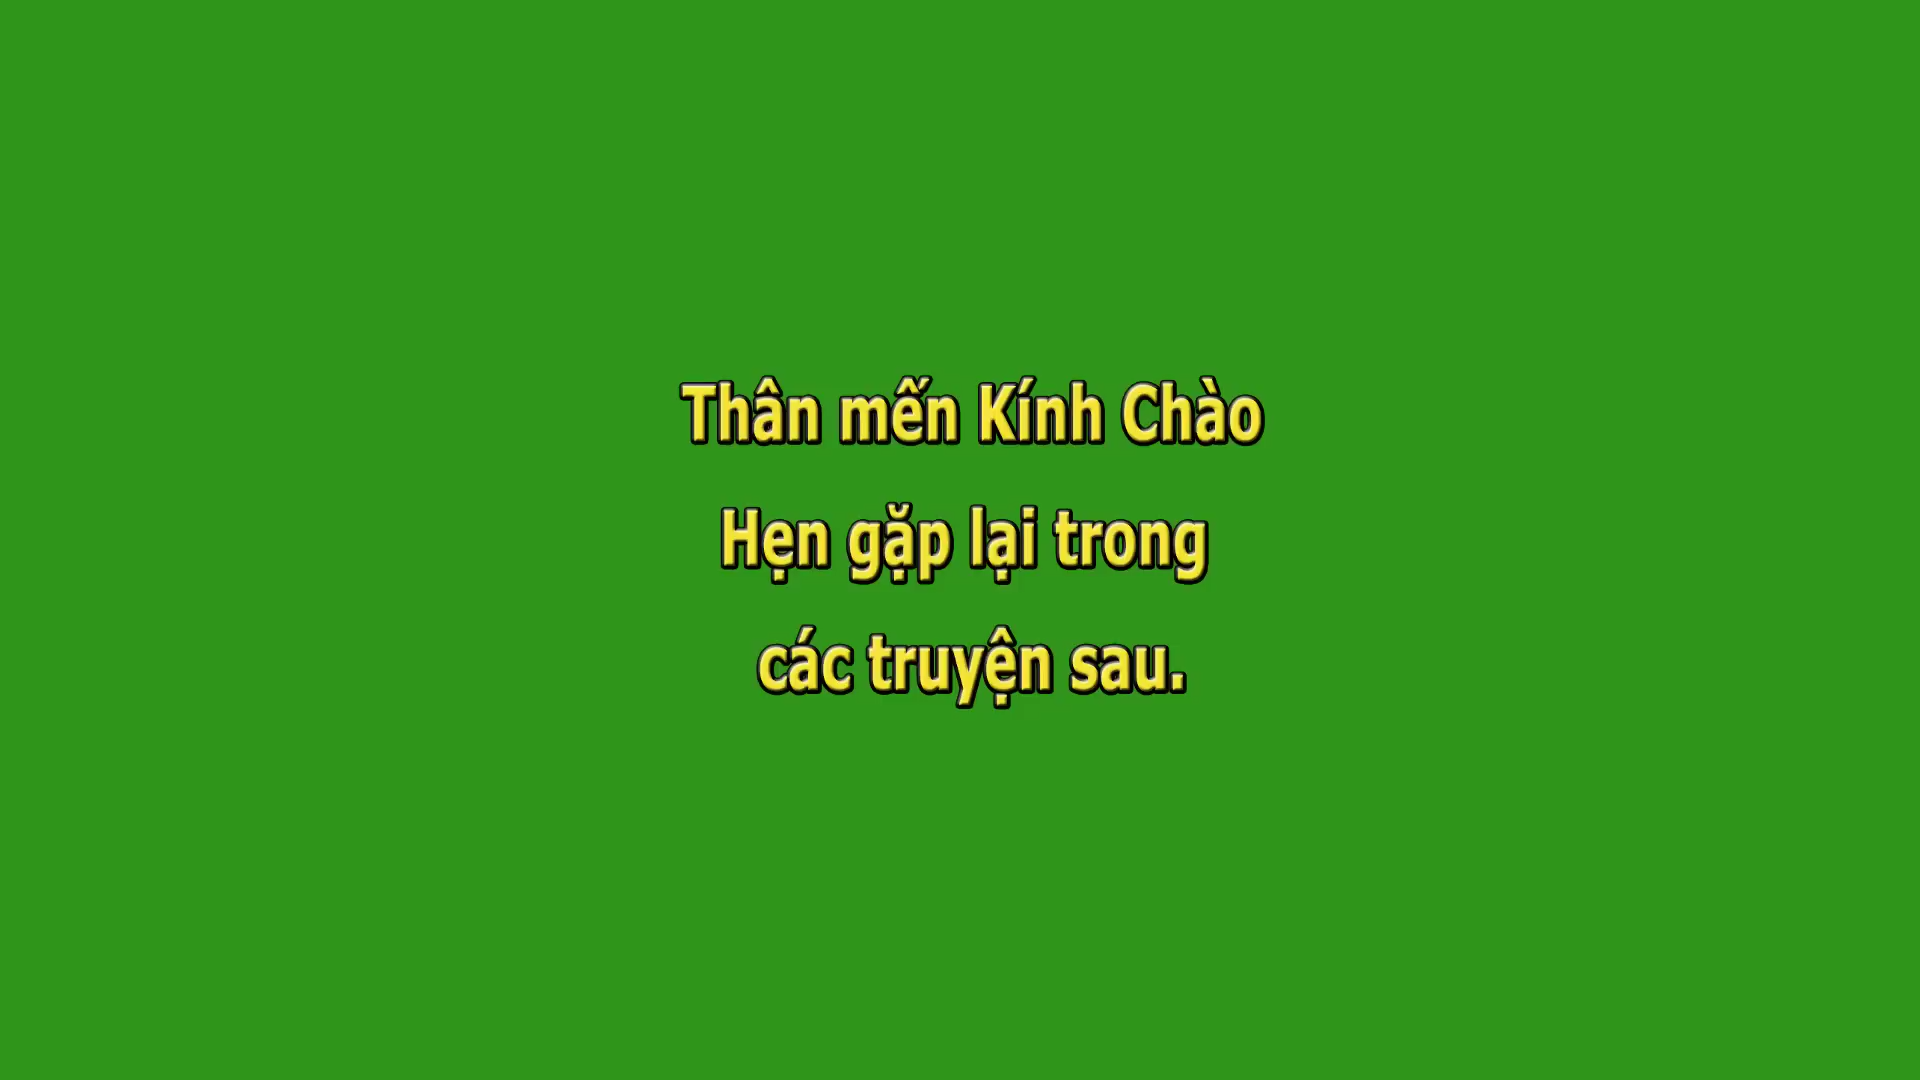 Thân mến Kính Chào
Hẹn gặp lại trong
các truyện sau.